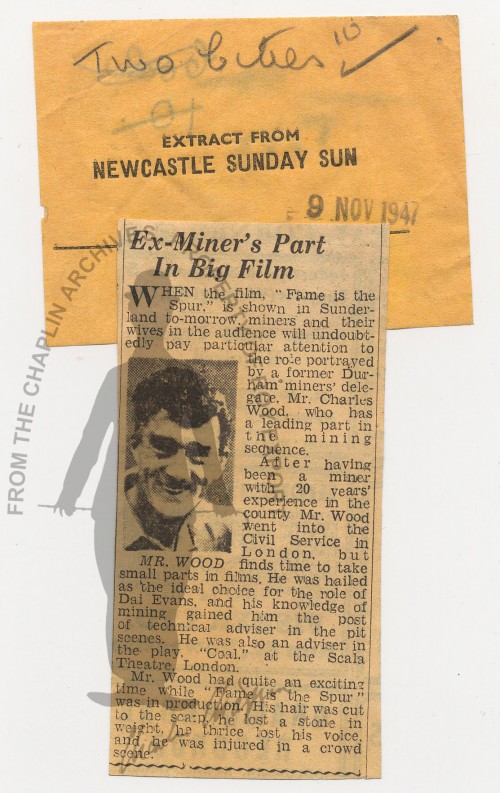 Two Cities
EXTRACT FROM
NEWCASTLE SUNDAY SUN
9 NOV 1947
Ex-Miner's Part
In Big Film
WHEN the film, "Fame is the
Spur," is shown in Sunder-
land to-morrow, miners and their
wives in the audience will undoubt-
edly pay particular attention to
the role portrayed
by a former Dur-
ham miners' dele-
gate, Mr. Charles
Wood, who has
a leading part in
the mining
sequence.
After having
been a miner
with 20 years'
experience in the
county Mr. Wood
went into the
Civil Service in
London, but
MR. WOOD
finds time to take
small parts in films. He was hailed
as the ideal choice for the role of
Dai Evans, and his knowledge of
mining gained him the post
of technical adviser in the pit
scenes. He was also an adviser in
the play, "Coal," at the Scala
Theatre, London.
Mr. Wood had quite an exciting
time while "Fame is the Spur"
was in production. His hair was cut
to the scalp, he lost a stone in
weight, he thrice lost his voice,
and he was injured in a crowd
scene.
FROM THE CHAPLIN ARCHIVES